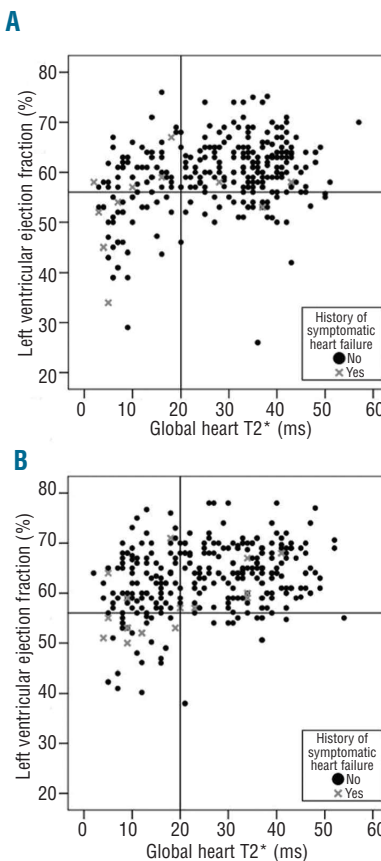 A
Left ventricular ejection fraction (%)
80
70
60
50
40
30
20
History of
symptomatic
heart failure
No
Yes
0 10 20 30 40 50 60
Global heart T2* (ms)
B
Left ventricular ejection fraction (%)
80
70
60
50
40
30
20
History of
symptomatic
heart failure
No
Yes
0 10 20 30 40 50 60
Global heart T2* (ms)